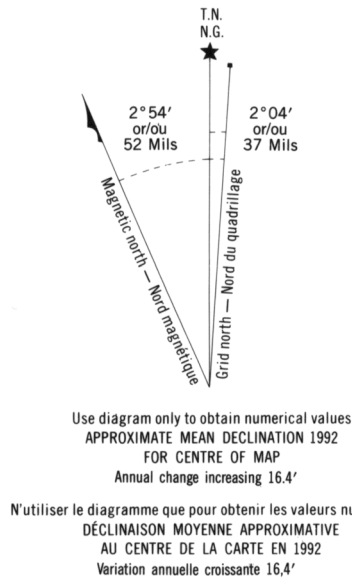 T.N.
N.G.
2°54′
or/ou
52 Mils
2°04′
or/ou
37 Mils
Magnetic north — Nord magnétique
Grid north — Nord du quadrillage
Use diagram only to obtain numerical values
APPROXIMATE MEAN DECLINATION 1992
FOR CENTRE OF MAP
Annual change increasing 16.4′
N'utiliser le diagramme que pour obtenir les valeurs
DÉCLINAISON MOYENNE APPROXIMATIVE
AU CENTRE DE LA CARTE EN 1992
Variation annuelle croissante 16,4′